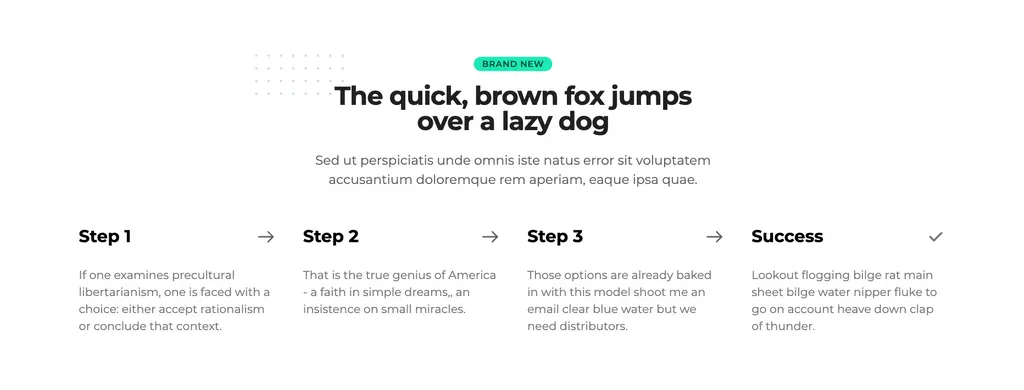 BRAND NEW
The quick, brown fox jumps
over a lazy dog
Sed ut perspiciatis unde omnis iste natus error sit voluptatem
accusantium doloremque rem aperiam, eaque ipsa quae.
Step 1
If one examines precultural
libertarianism, one is faced with a
choice: either accept rationalism
or conclude that context.
Step 2
That is the true genius of America
- a faith in simple dreams,, an
insistence on small miracles.
Step 3
Those options are already baked
in with this model shoot me an
email clear blue water but we
need distributors.
Success
Lookout flogging bilge rat main
sheet bilge water nipper fluke to
go on account heave down clap
of thunder.